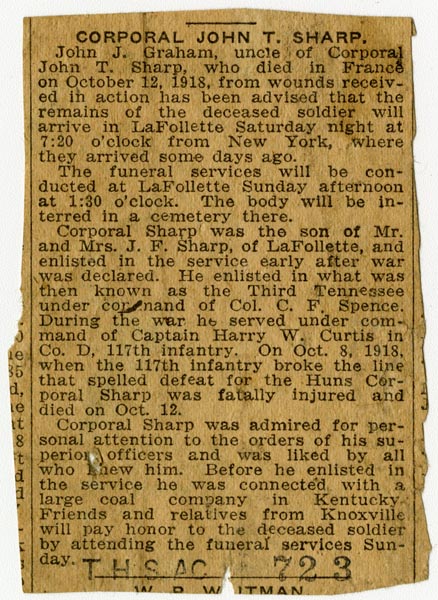 CORPORAL JOHN T. SHARP.
John J. Graham, uncle of Corporal
John T. Sharp, who died in France
on October 12, 1918, from wounds receiv-
ed in action has been advised that the
remains of the deceased soldier will
arrive in LaFollette Saturday night at
7:20 o'clock from New York, where
they arrived some days ago.
The funeral services will be con-
ducted at LaFollette Sunday afternoon
at 1:30 o'clock. The body will be in-
terred in a cemetery there.
Corporal Sharp was the son of Mr.
and Mrs. J. F. Sharp, of LaFollette, and
enlisted in the service early after war
was declared. He enlisted in what was
then known as the Third Tennessee
under command of Col. C. F. Spence.
During the war he served under com-
mand of Captain Harry W. Curtis in
Co. D, 117th infantry. On Oct. 8, 1918,
when the 117th infantry broke the line
that spelled defeat for the Huns Cor-
poral Sharp was fatally injured and
died on Oct. 12.
Corporal Sharp was admired for per-
sonal attention to the orders of his su-
perior officers and was liked by all
who knew him. Before he enlisted in
the service he was connected with a
large coal company in Kentucky.
Friends and relatives from Knoxville
will pay honor to the deceased soldier
by attending the funeral services Sun-
day.
T.H.S. AC. 723